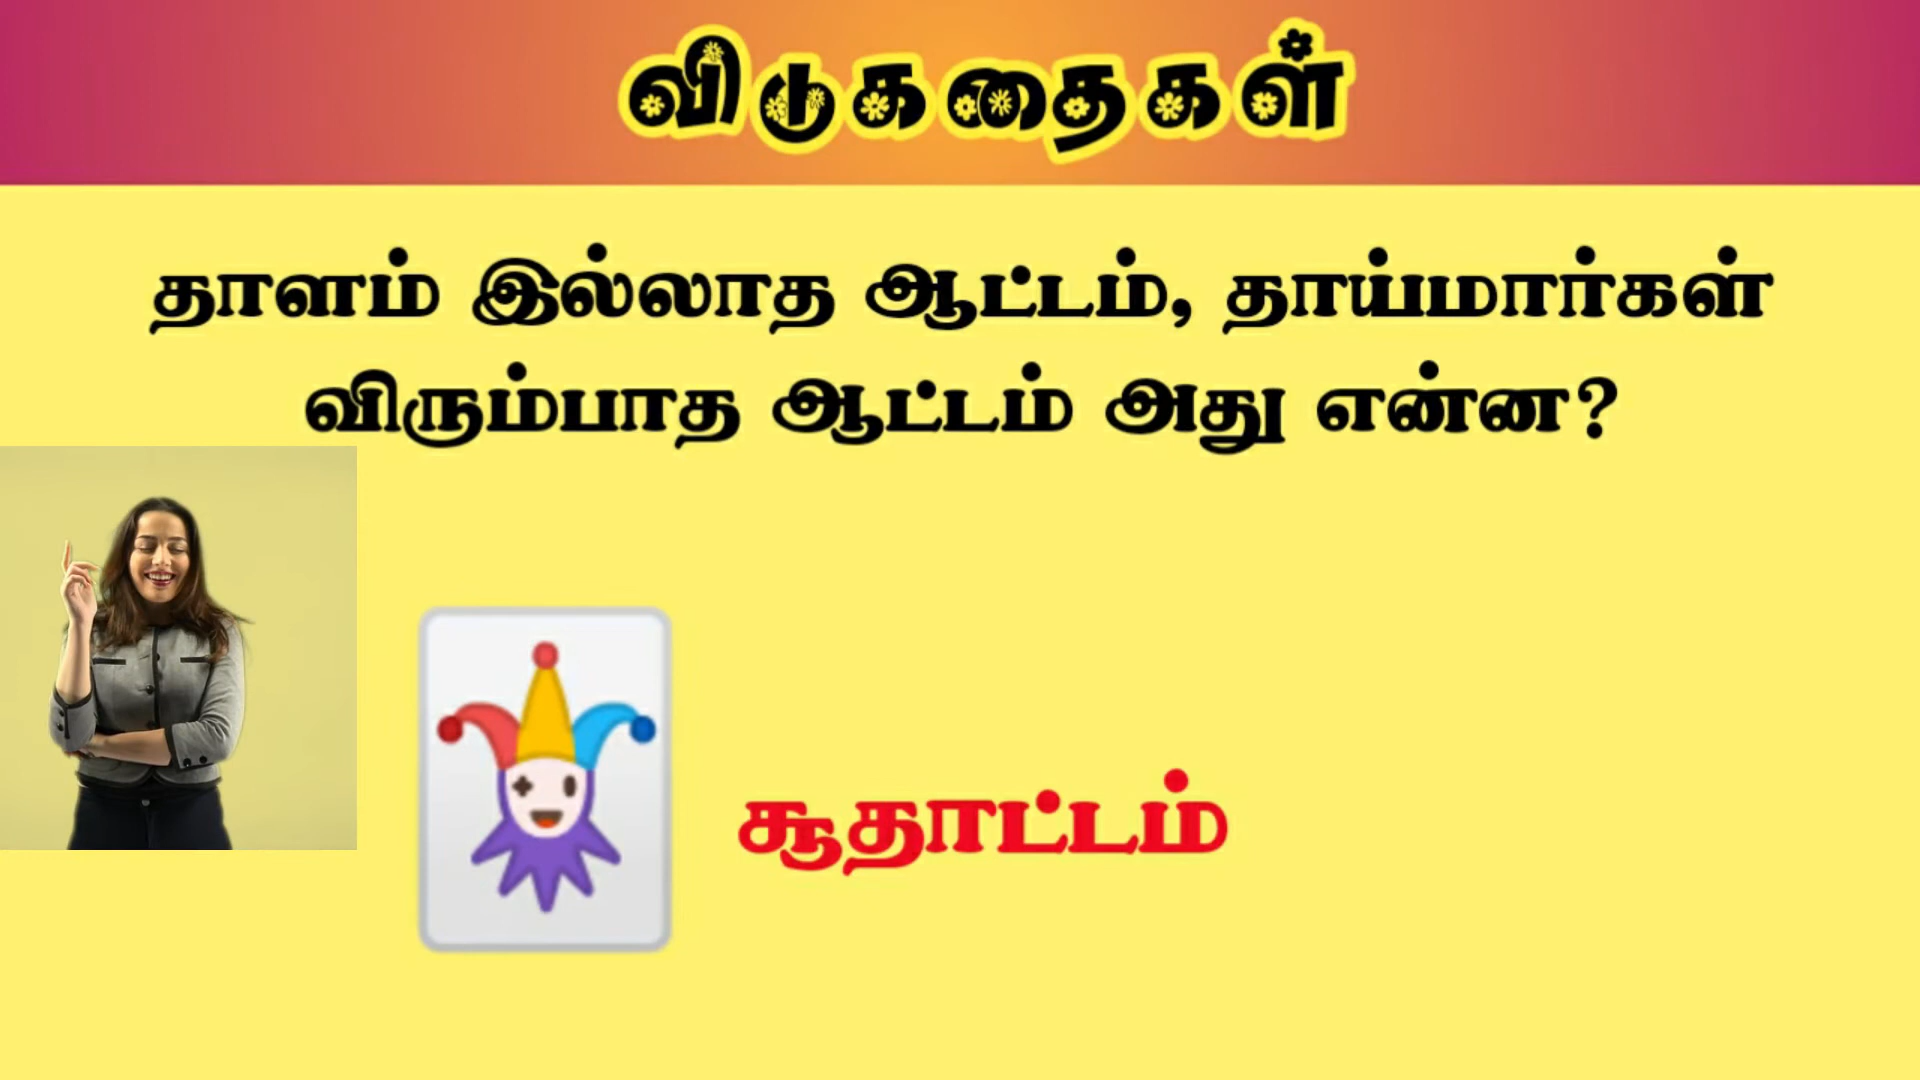 விடுகதைகள்
தாளம் இல்லாத ஆட்டம், தாய்மார்கள்
விரும்பாத ஆட்டம் அது என்ன?
சூதாட்டம்